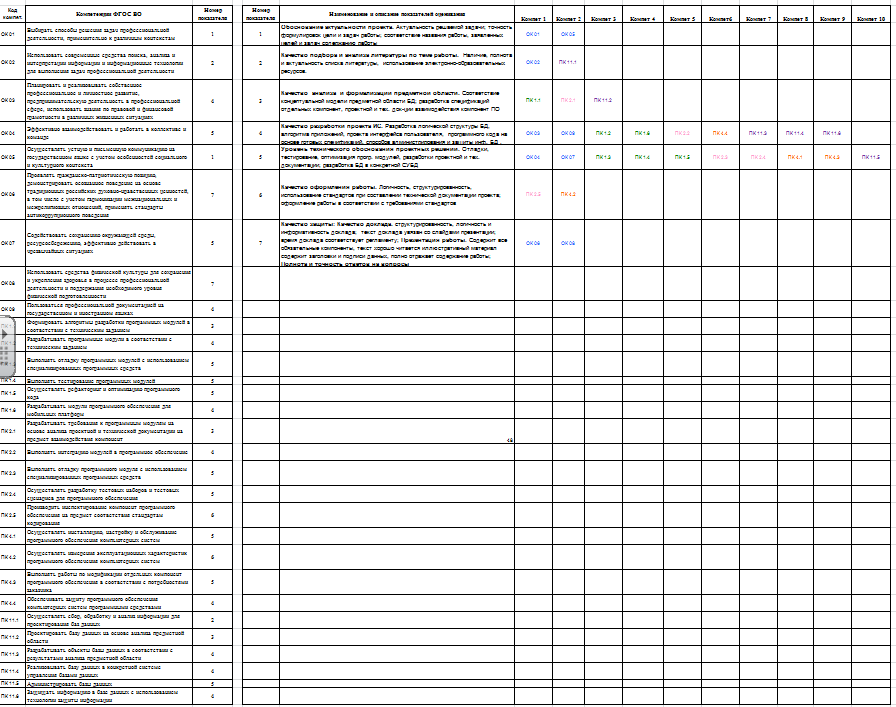 Код компет.
Компетенции ФГОС ВО
Номер показателя
ОК 01
Выбирать способы решения задач профессиональной
деятельности, применительно к различным контекстам
1
ОК 02
Использовать современные средства поиска, анализа и
интерпретации информации и информационные технологии
для выполнения задач профессиональной деятельности
2
ОК 03
Планировать и реализовывать собственное
профессиональное и личностное развитие,
предпринимательскую деятельность в профессиональной
сфере, использовать знания по правовой и финансовой
грамотности в различных жизненных ситуациях
4
ОК 04
Эффективно взаимодействовать и работать в коллективе и
команде
5
ОК 05
Осуществлять устную и письменную коммуникацию на
государственном языке с учетом особенностей социального
и культурного контекста
1
ОК 06
Проявлять гражданско-патриотическую позицию,
демонстрировать осознанное поведение на основе
традиционных российских духовно-нравственных ценностей,
в том числе с учетом гармонизации межнациональных и
межрелигиозных отношений, применять стандарты
антикоррупционного поведения
7
ОК 07
Содействовать сохранению окружающей среды,
ресурсосбережению, эффективно действовать в
чрезвычайных ситуациях
5
ОК 08
Использовать средства физической культуры для сохранения
и укрепления здоровья в процессе профессиональной
деятельности и поддержания необходимого уровня
физической подготовленности
7
ОК 09
Пользоваться профессиональной документацией на
государственном и иностранном языках
4
Формировать алгоритмы разработки программных модулей в
соответствии с техническим заданием
3
Разрабатывать программные модули в соответствии с
техническим заданием
4
Выполнять отладку программных модулей с использованием
специализированных программных средств
5
ПК 1.4
Выполнять тестирование программных модулей
5
ПК 1.5
Осуществлять рефакторинг и оптимизацию программного
кода
5
ПК 1.6
Разрабатывать модули программного обеспечения для
мобильных платформ
4
ПК 2.1
Разрабатывать требования к программным модулям на
основе анализа проектной и технической документации на
предмет взаимодействия компонент
3
ПК 2.2
Выполнять интеграцию модулей в программное обеспечение
4
ПК 2.3
Выполнять отладку программного модуля с использованием
специализированных программных средств
5
ПК 2.4
Осуществлять разработку тестовых наборов и тестовых
сценариев для программного обеспечения
5
ПК 2.5
Производить инспектирование компонент программного
обеспечения на предмет соответствия стандартам
кодирования
6
ПК 4.1
Осуществлять инсталляцию, настройку и обслуживание
программного обеспечения компьютерных систем
5
ПК 4.2
Осуществлять измерения эксплуатационных характеристик
программного обеспечения компьютерных систем
6
ПК 4.3
Выполнять работы по модификации отдельных компонент
программного обеспечения в соответствии с потребностями
заказчика
5
ПК 4.4
Обеспечивать защиту программного обеспечения
компьютерных систем программными средствами
4
ПК 11.1
Осуществлять сбор, обработку и анализ информации для
проектирования баз данных
2
ПК 11.2
Проектировать базу данных на основе анализа предметной
области
3
ПК 11.3
Разрабатывать объекты базы данных в соответствии с
результатами анализа предметной области
4
ПК 11.4
Реализовывать базу данных в конкретной системе
управления базами данных
4
ПК 11.5
Администрировать базы данных
5
ПК 11.6
Защищать информацию в базе данных с использованием
технологии защиты информации
4
Номер показателя
Наименование и описание показателей оценивания
Компет 1
Компет 2
Компет 3
Компет 4
Компет 5
Компет6
Компет 7
Компет 8
Компет 9
Компет 10
1
Обоснование актуальности проекта. Актуальность решаемой задачи, точность
формулировок цели и задач работы, соответствие названия работы, заявленных
целей и задач содержанию работы
ОК 01
ОК 05
2
Качество подбора и анализа литературы по теме работы. Наличие, полнота
и актуальность списка литературы, использование электронно-образовательных
ресурсов.
ОК 02
ПК 11.1
3
Качество анализа и формализации предметной области. Соответствие
концептуальной модели предметной области БД, разработка спецификаций
отдельных компонент, проектной и тех. док-ции взаимодействия компонент ПО
ПК 1.1
ПК 2.1
ПК 11.2
4
Качество разработки проекта ИС. Разработка логической структуры БД,
алгоритма приложений, проекта интерфейса пользователя, программного кода на
основе готовых спецификаций, способов администрирования и защиты инф. БД .
ОК 03
ОК 09
ПК 1.2
ПК 1.6
ПК 2.2
ПК 4.4
ПК 11.3
ПК 11.4
ПК 11.6
5
Уровень технического обоснования проектных решений. Отладки,
тестирование, оптимизация прогр. модулей, разработки проектной и тех.
документации, разработка БД в конкретной СУБД
ОК 04
ОК 07
ПК 1.3
ПК 1.4
ПК 1.5
ПК 2.3
ПК 2.4
ПК 4.1
ПК 4.3
ПК 11.5
6
Качество оформления работы. Логичность, структурированность,
использование стандартов при составлении технической документации проекта,
оформление работы в соответствии с требованиями стандартов
ПК 2.5
ПК 4.2
7
Качество защиты: Качество доклада. структурированность, логичность и
информативность доклада; текст доклада увязан со слайдами презентации;
время доклада соответствует регламенту; Презентация работы. Содержит все
обязательные компоненты, текст хорошо читается иллюстративный материал
содержит заголовки и подписи данных, полно отражает содержание работы;
Полнота и точность ответов на вопросы
ОК 06
ОК 08
48